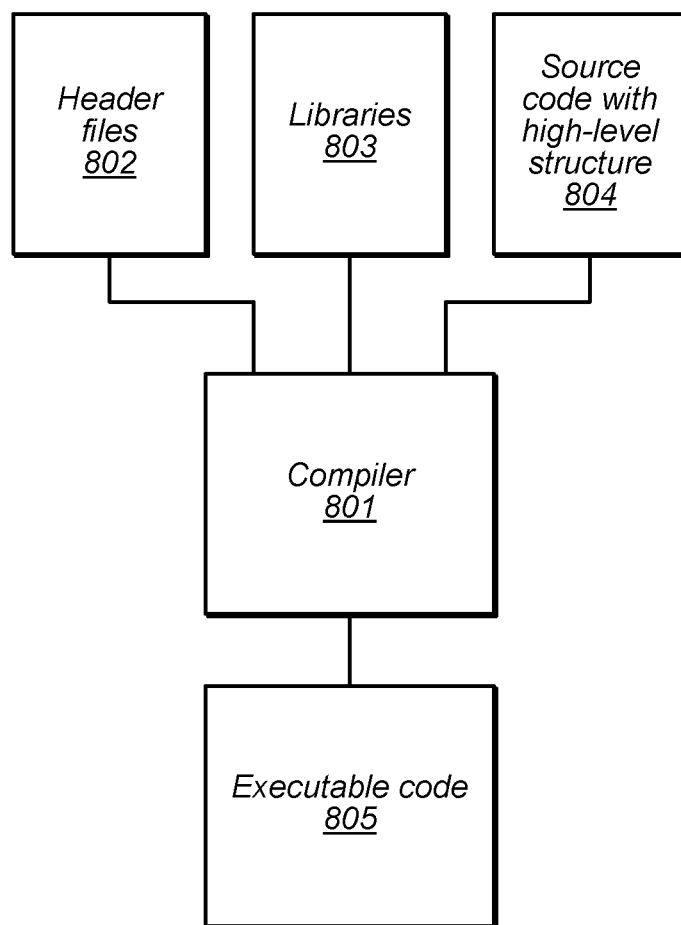 Header
files
802
Libraries
803
Source
code with
high-level
structure
804
Compiler
801
Executable code
805